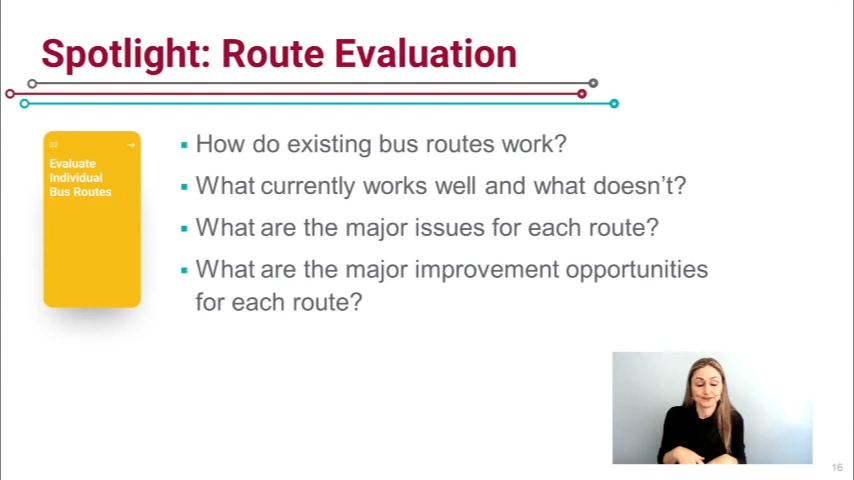 Spotlight: Route Evaluation
Evaluate
Individual
Bus Routes
▪ How do existing bus routes work?
▪ What currently works well and what doesn't?
▪ What are the major issues for each route?
▪ What are the major improvement opportunities
for each route?
16